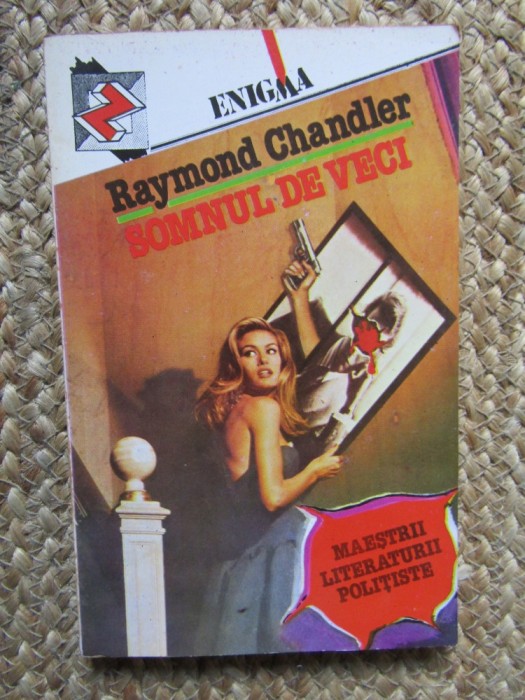 ENIGMA
Raymond Chandler
SOMNUL DE VECI
MAEȘTRII
LITERATURII
POLIȚISTE